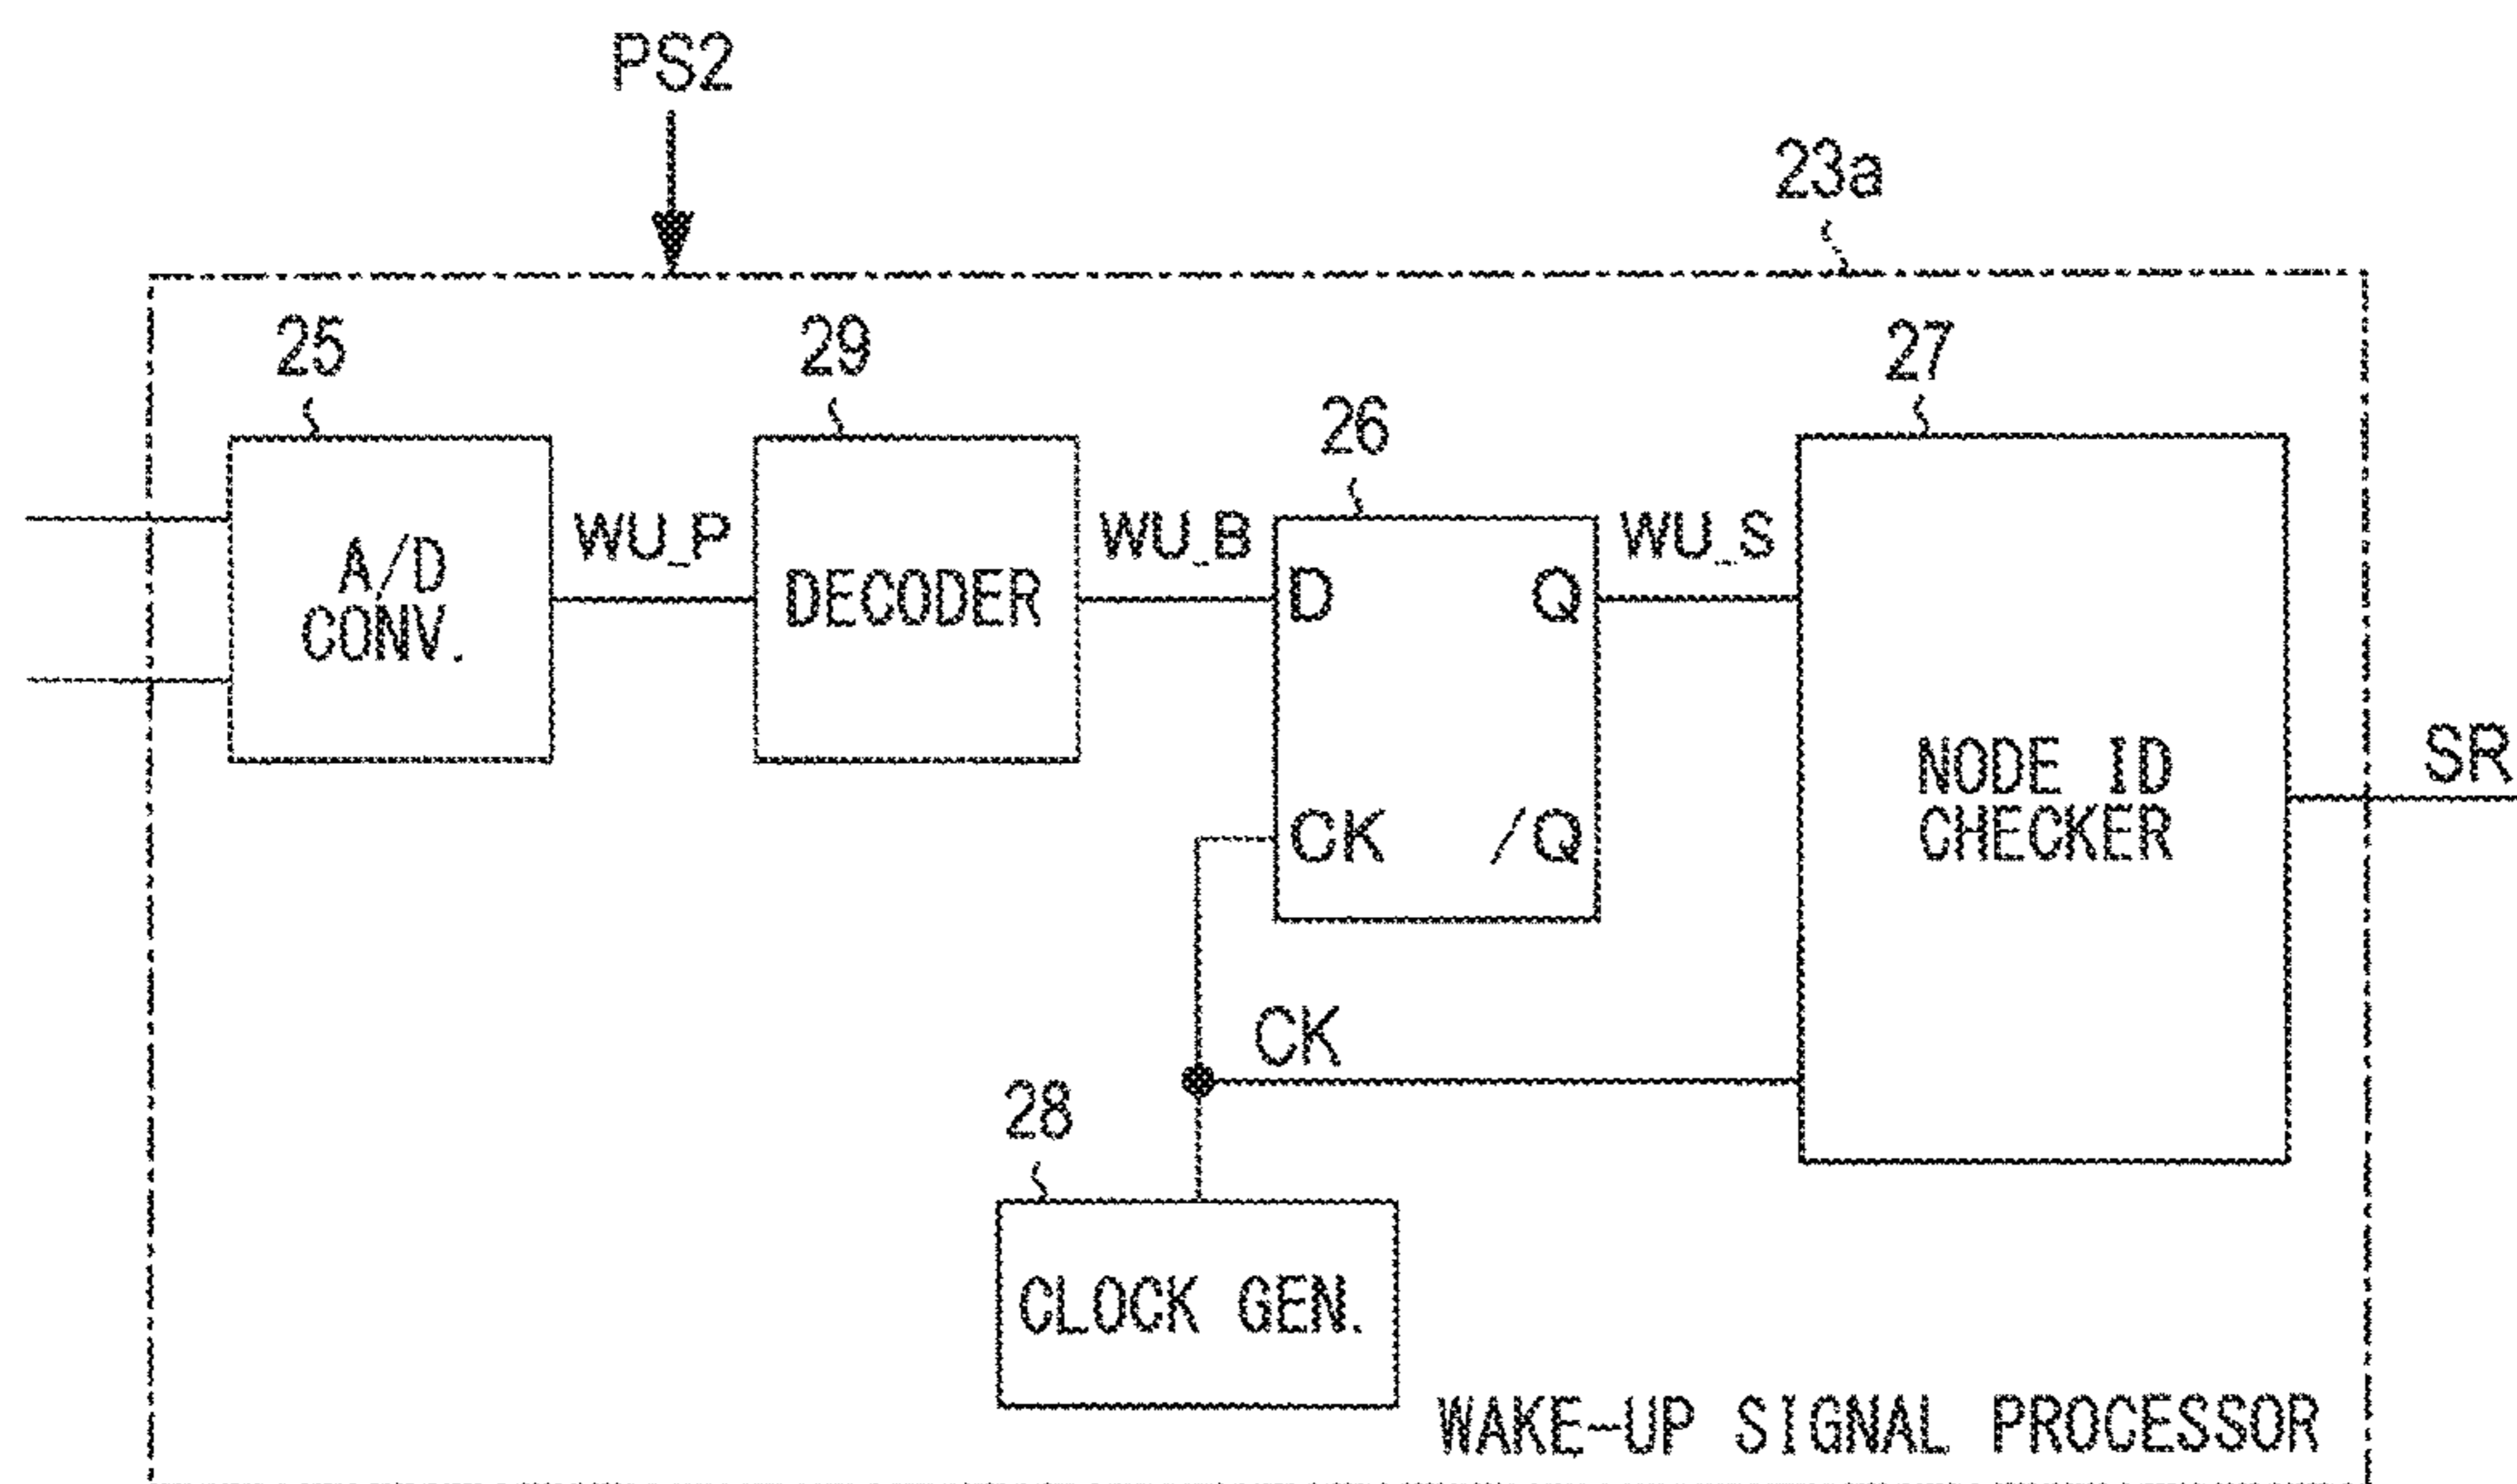 PS2
23a
25
29
27
26
WU_P
WU_B
WU_S
A/D
CONV.
DECODER
D
Q
SR
NODE ID
CHECKER
CK
/Q
CK
28
CLOCK GEN.
WAKE-UP SIGNAL PROCESSOR